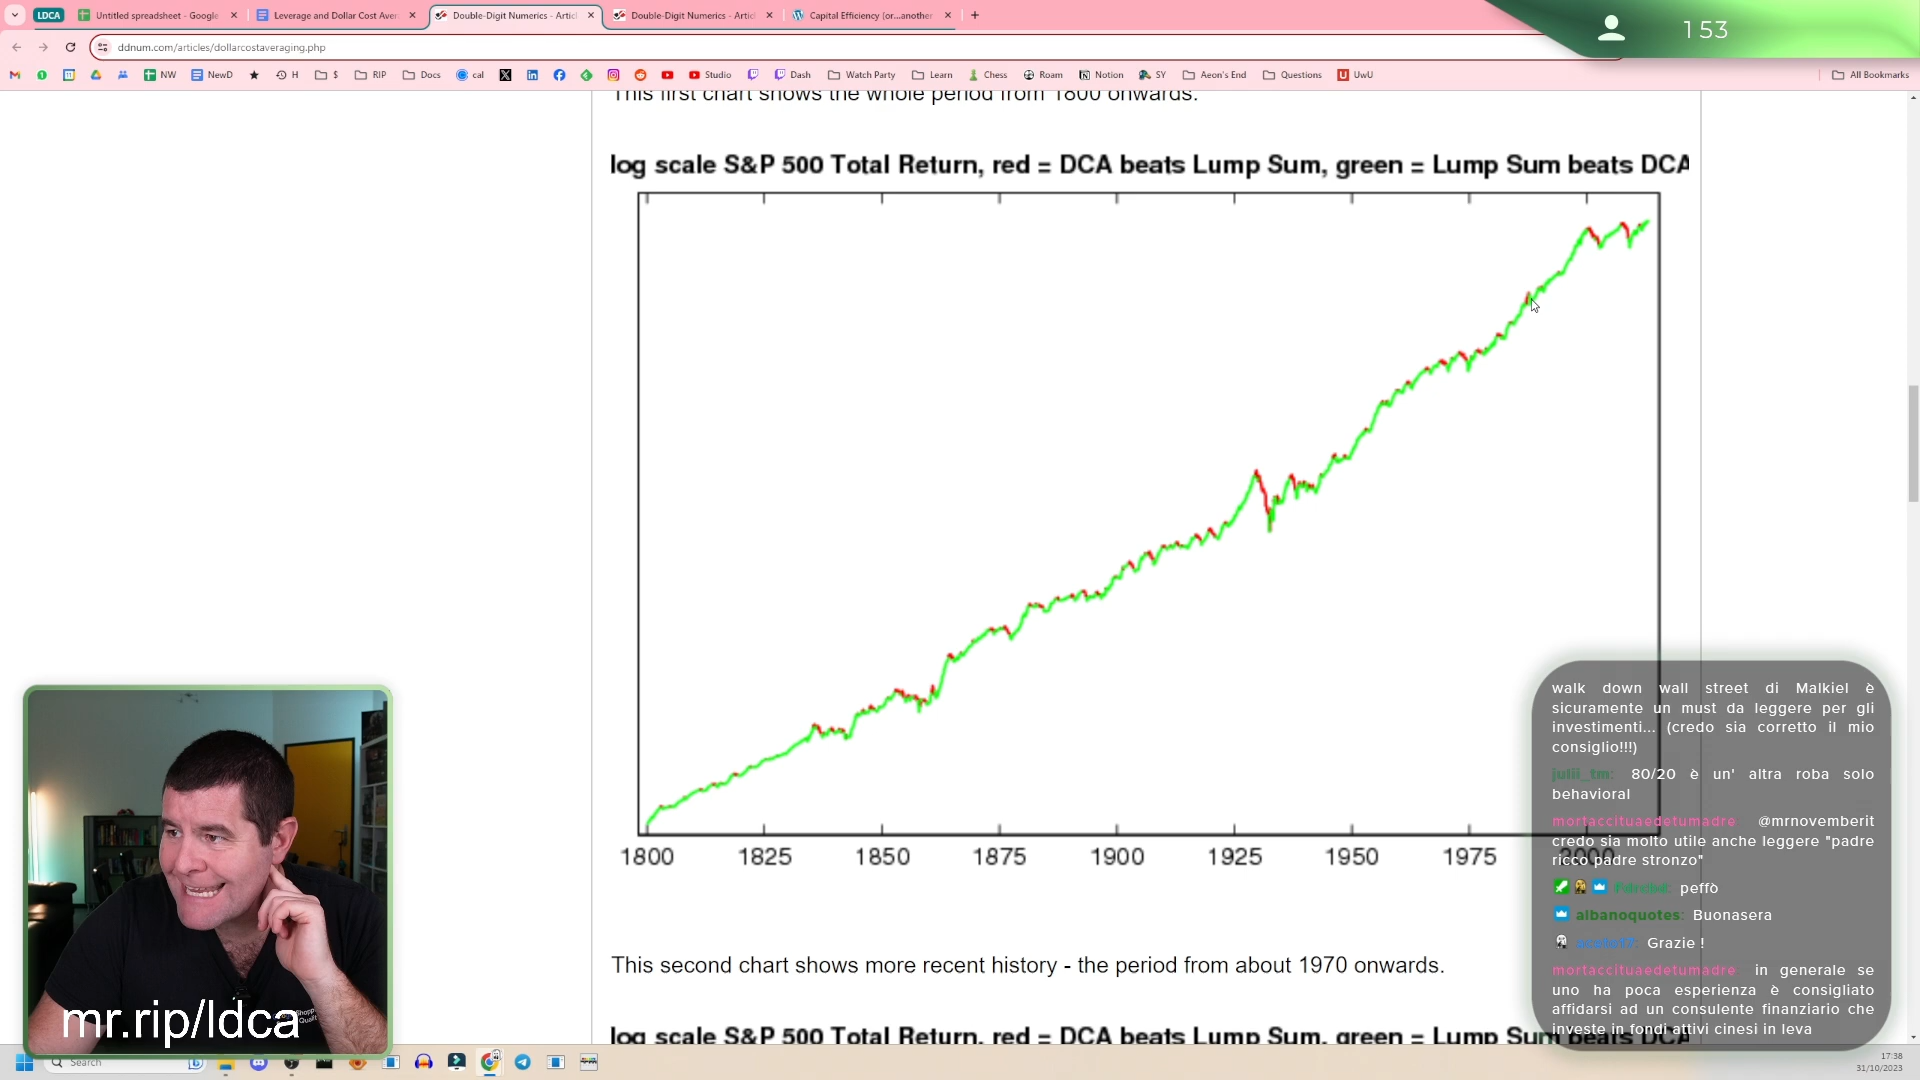 LDCA
Untitled spreadsheet - Google
Leverage and Dollar Cost Aver
Double-Digit Numerics - Articl
Double-Digit Numerics - Articl
Capital Efficiency (or...another
153
ddnum.com/articles/dollarcostaveraging.php
NW
NewD
H
$
RIP
Docs
cal
Studio
Dash
Watch Party
Learn
Chess
Roam
Notion
SY
Aeon's End
Questions
UwU
All Bookmarks
This first chart shows the whole period from 1800 onwards.
log scale S&P 500 Total Return, red = DCA beats Lump Sum, green = Lump Sum beats DCA
1800 1825 1850 1875 1900 1925 1950 1975 2000
This second chart shows more recent history - the period from about 1970 onwards.
log scale S&P 500 Total Return, red = DCA beats Lump Sum, green = Lump Sum beats DCA
walk down wall street di Malkiel è
sicuramente un must da leggere per gli
investimenti... (credo sia corretto il mio
consiglio!!!)
julii_tm: 80/20 è un' altra roba solo
behavioral
mortaccituaedetumadre @mrnovemberit
credo sia molto utile anche leggere "padre
ricco padre stronzo"
peffò
albanoquotes: Buonasera
Grazie !
mortaccituaedetumadre in generale se
uno ha poca esperienza è consigliato
affidarsi ad un consulente finanziario che
investe in fondi attivi cinesi in leva
mr.rip/ldca
Search
17:38
31/10/2023